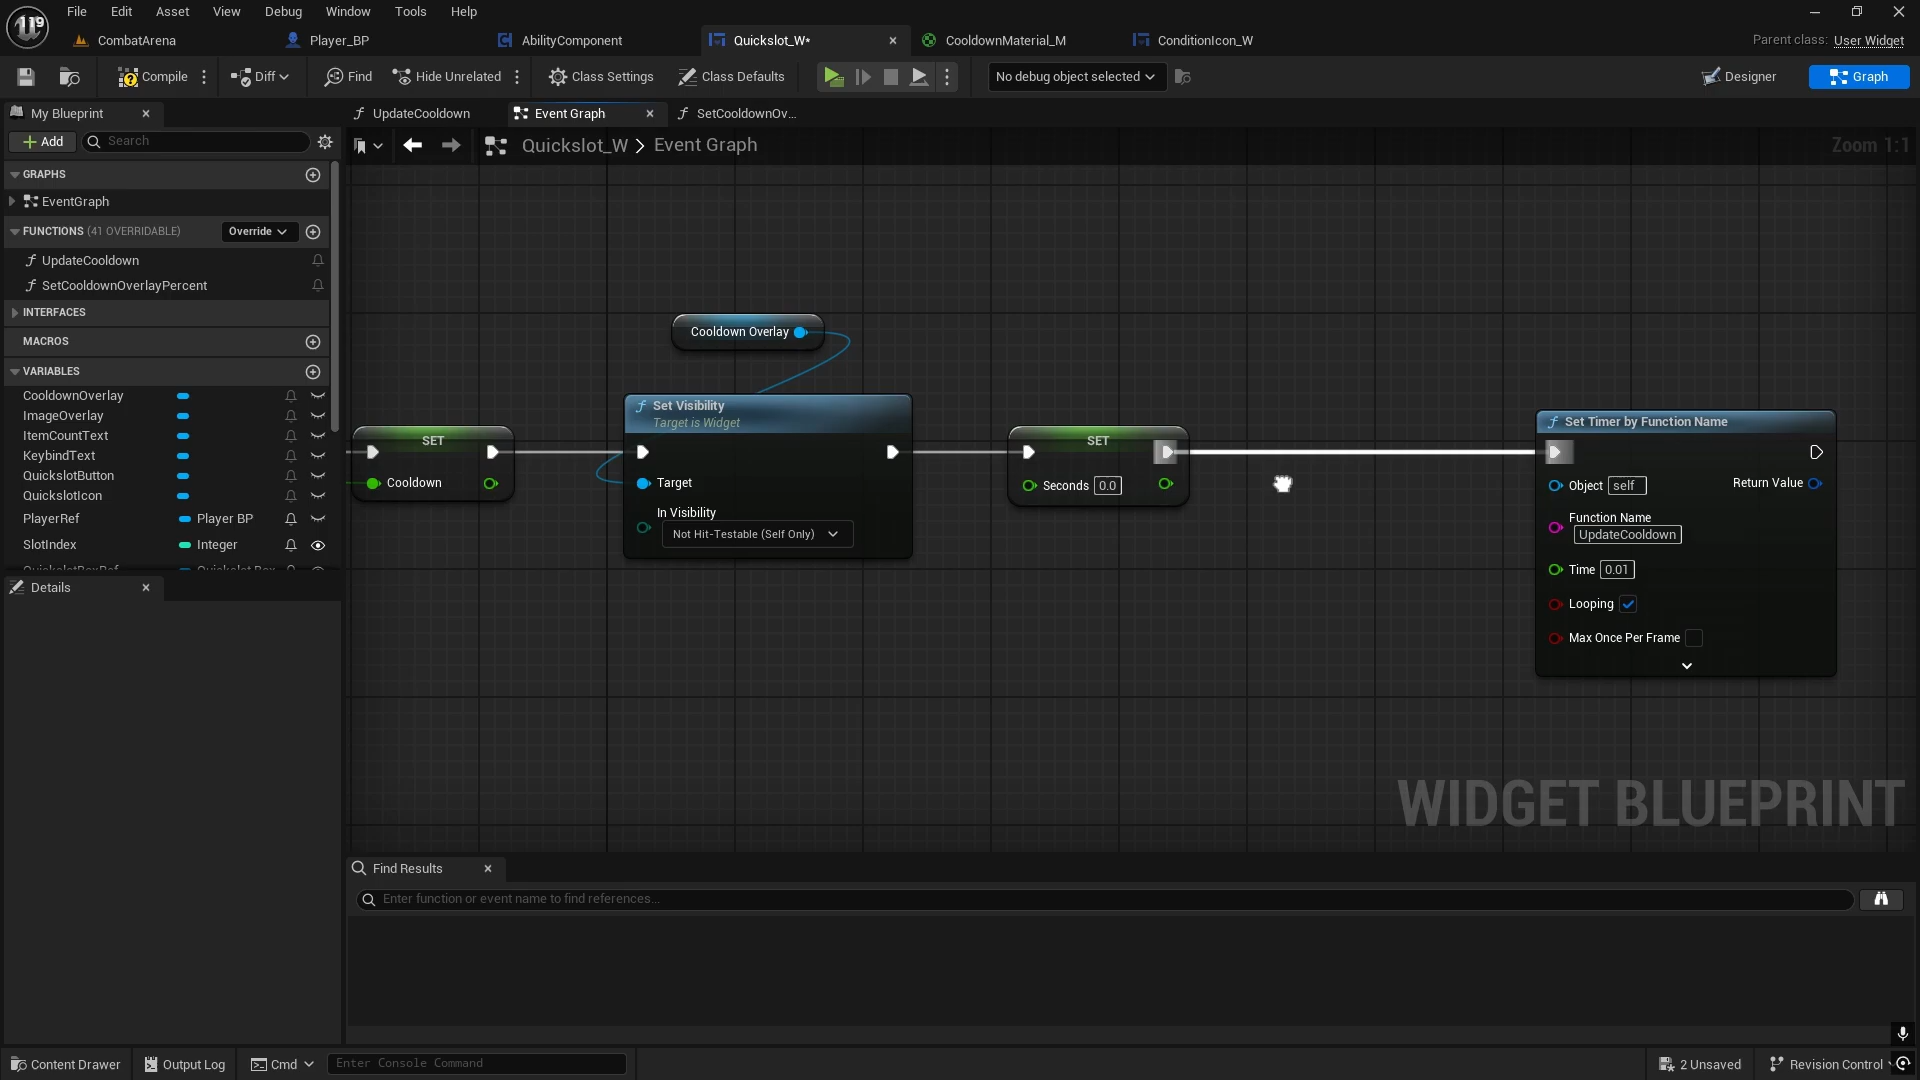 File Edit Asset View Debug Window Tools Help
CombatArena Player_BP AbilityComponent Quickslot_W* CooldownMaterial_M ConditionIcon_W Parent class: User Widget
Compile Diff Find Hide Unrelated Class Settings Class Defaults No debug object selected Designer Graph
My Blueprint UpdateCooldown Event Graph SetCooldownOv...
Add Search Quickslot_W > Event Graph Zoom 1:1
GRAPHS
EventGraph
FUNCTIONS (41 OVERRIDABLE) Override
UpdateCooldown
SetCooldownOverlayPercent
INTERFACES
MACROS
VARIABLES
CooldownOverlay
ImageOverlay
ItemCountText
KeybindText
QuickslotButton
QuickslotIcon
PlayerRef Player BP
SlotIndex Integer
Details
Cooldown Overlay
SET
Cooldown
Set Visibility
Target is Widget
Target
In Visibility
Not Hit-Testable (Self Only)
SET
Seconds 0.0
Set Timer by Function Name
Object self Return Value
Function Name
UpdateCooldown
Time 0.01
Looping
Max Once Per Frame
WIDGET BLUEPRINT
Find Results
Enter function or event name to find references...
Content Drawer Output Log Cmd Enter Console Command 2 Unsaved Revision Control